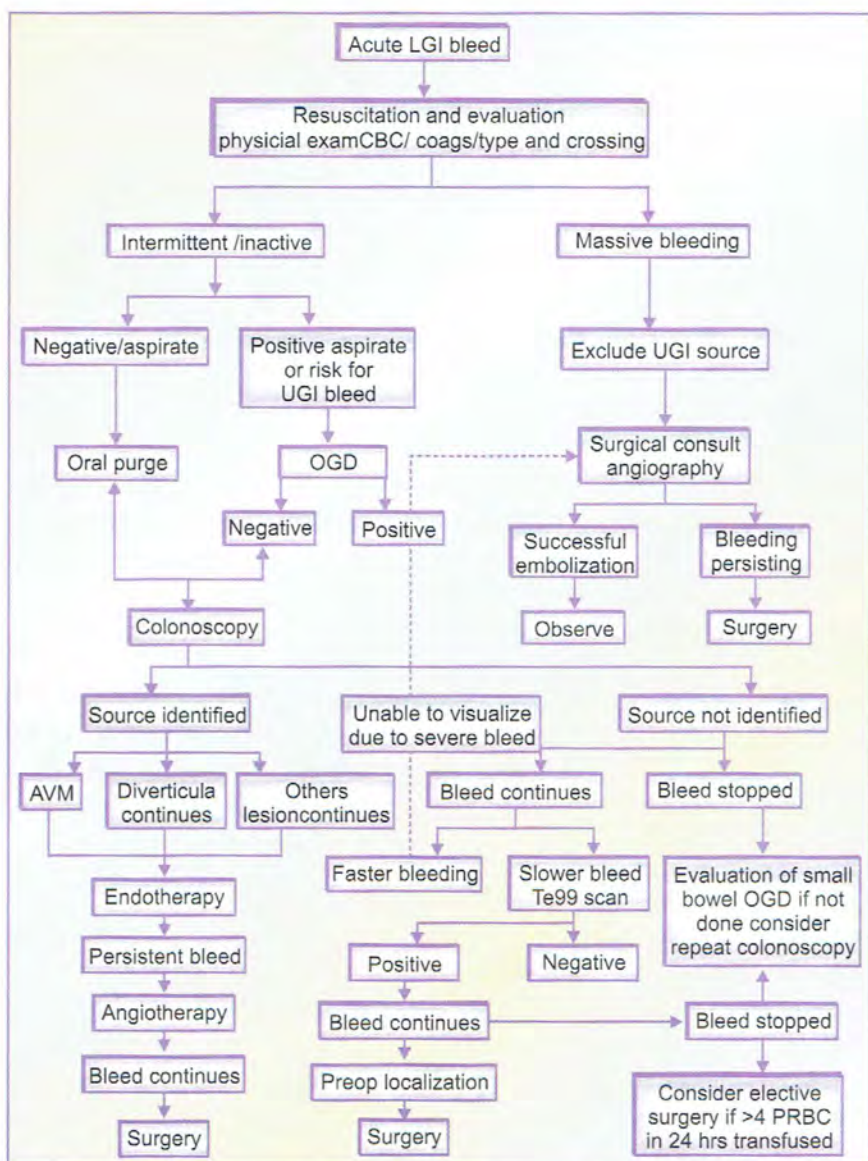 Acute LGI bleed
Resuscitation and evaluation
physicial examCBC/ coags/type and crossing
Intermittent /inactive
Massive bleeding
Negative/aspirate
Positive aspirate
or risk for
UGI bleed
Exclude UGI source
Oral purge
OGD
Surgical consult
angiography
Negative
Positive
Successful
embolization
Bleeding
persisting
Colonoscopy
Observe
Surgery
Source identified
Unable to visualize
due to severe bleed
Source not identified
AVM
Diverticula
continues
Others
lesioncontinues
Bleed continues
Bleed stopped
Endotherapy
Faster bleeding
Slower bleed
Te99 scan
Evaluation of small
bowel OGD if not
done consider
repeat colonoscopy
Persistent bleed
Positive
Negative
Angiotherapy
Bleed continues
Bleed stopped
Bleed continues
Preop localization
Consider elective
surgery if >4 PRBC
in 24 hrs transfused
Surgery
Surgery